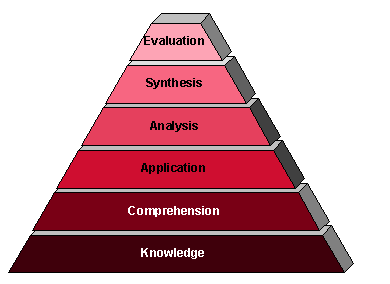 Evaluation
Synthesis
Analysis
Application
Comprehension
Knowledge